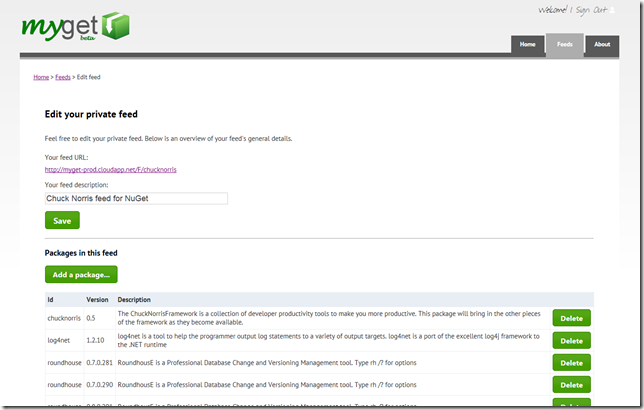 Welcome! | Sign Out
myget
beta
Home
Feeds
About
Home > Feeds > Edit feed
Edit your private feed
Feel free to edit your private feed. Below is an overview of your feed's general details.
Your feed URL:
http://myget-prod.cloudapp.net/F/chucknorris
Your feed description:
Chuck Norris feed for NuGet
Save
Packages in this feed
Add a package...
Id Version Description
chucknorris 0.5 The ChuckNorrisFramework is a collection of developer productivity tools to make you more productive. This package will bring in the other pieces
of the framework as they become available.
Delete
log4net 1.2.10 log4net is a tool to help the programmer output log statements to a variety of output targets. log4net is a port of the excellent log4j framework to
the .NET runtime
Delete
roundhouse 0.7.0.281 RoundhousE is a Professional Database Change and Versioning Management tool. Type rh /? for options
Delete
roundhouse 0.7.0.290 RoundhousE is a Professional Database Change and Versioning Management tool. Type rh /? for options
Delete